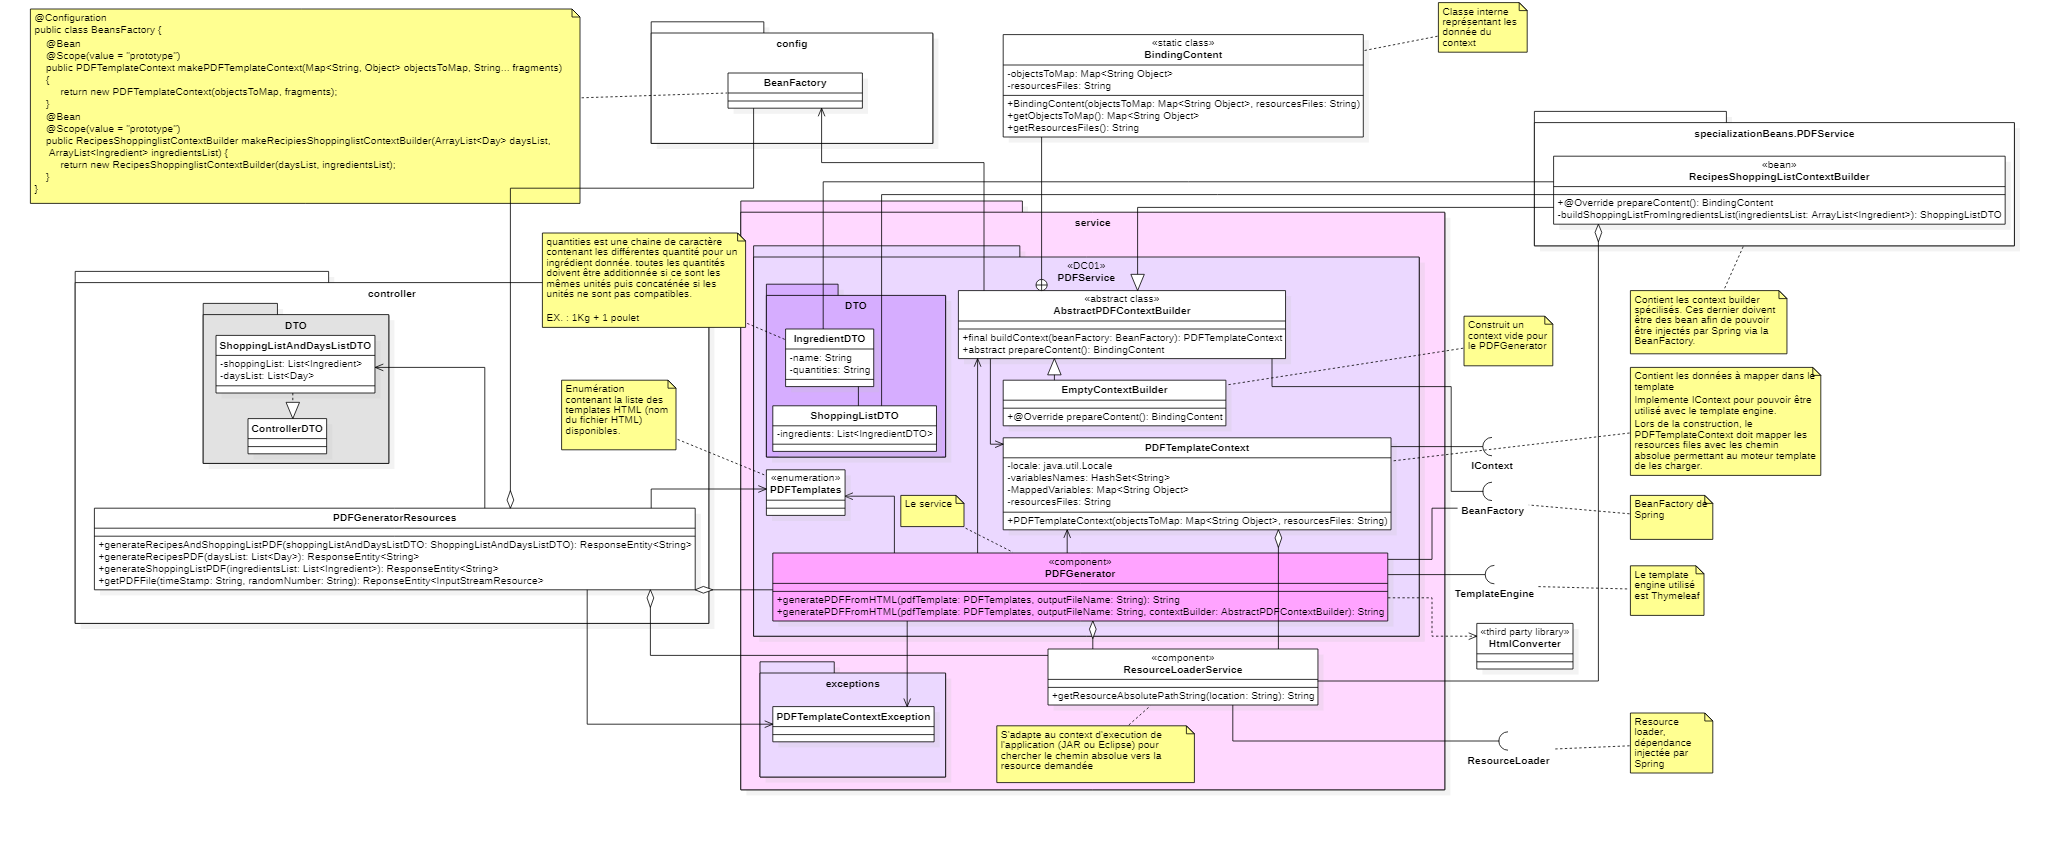 @Configuration
public class BeansFactory {
@Bean
@Scope(value = "prototype")
public PDFTemplateContext makePDFTemplateContext(Map<String, Object> objectsToMap, String... fragments)
{
return new PDFTemplateContext(objectsToMap, fragments);
}
@Bean
@Scope(value = "prototype")
public RecipesShoppinglistContextBuilder makeRecipiesShoppinglistContextBuilder(ArrayList<Day> daysList,
ArrayList<Ingredient> ingredientsList) {
return new RecipesShoppinglistContextBuilder(daysList, ingredientsList);
}
}
config
BeanFactory
«static class»
BindingContent
-objectsToMap: Map<String Object>
-resourcesFiles: String
+BindingContent(objectsToMap: Map<String Object>, resourcesFiles: String)
+getObjectsToMap(): Map<String Object>
+getResourcesFiles(): String
Classe interne
représentant les
donnée du
context
specializationBeans.PDFService
«bean»
RecipesShoppingListContextBuilder
+@Override prepareContent(): BindingContent
-buildShoppingListFromIngredientsList(ingredientsList: ArrayList<Ingredient>): ShoppingListDTO
service
quantities est une chaine de caractère
contenant les différentes quantité pour un
ingrédient donnée. toutes les quantités
doivent être additionnée si ce sont les
mêmes unités puis concaténée si les
unités ne sont pas compatibles.
EX. : 1Kg + 1 poulet
controller
DTO
ShoppingListAndDaysListDTO
-shoppingList: List<Ingredient>
-daysList: List<Day>
ControllerDTO
«DC01»
PDFService
DTO
IngredientDTO
-name: String
-quantities: String
ShoppingListDTO
-ingredients: List<IngredientDTO>
«abstract class»
AbstractPDFContextBuilder
+final buildContext(beanFactory: BeanFactory): PDFTemplateContext
+abstract prepareContent(): BindingContent
EmptyContextBuilder
+@Override prepareContent(): BindingContent
Construit un
context vide pour
le PDFGenerator
Contient les context builder
spécilisés. Ces dernier doivent
être des bean afin de pouvoir
être injectés par Spring via la
BeanFactory.
Contient les données à mapper dans le
template
Implemente IContext pour pouvoir être
utilisé avec le template engine.
Lors de la construction, le
PDFTemplateContext doit mapper les
resources files avec les chemin
absolue permettant au moteur template
de les charger.
Enumération
contenant la liste des
templates HTML (nom
du fichier HTML)
disponibles.
«enumeration»
PDFTemplates
PDFTemplateContext
-locale: java.util.Locale
-variablesNames: HashSet<String>
-MappedVariables: Map<String Object>
-resourcesFiles: String
+PDFTemplateContext(objectsToMap: Map<String Object>, resourcesFiles: String)
IContext
BeanFactory
BeanFactory de
Spring
Le service
PDFGeneratorResources
+generateRecipesAndShoppingListPDF(shoppingListAndDaysListDTO: ShoppingListAndDaysListDTO): ResponseEntity<String>
+generateRecipesPDF(daysList: List<Day>): ResponseEntity<String>
+generateShoppingListPDF(ingredientsList: List<Ingredient>): ResponseEntity<String>
+getPDFFile(timeStamp: String, randomNumber: String): ReponseEntity<InputStreamResource>
«component»
PDFGenerator
+generatePDFFromHTML(pdfTemplate: PDFTemplates, outputFileName: String): String
+generatePDFFromHTML(pdfTemplate: PDFTemplates, outputFileName: String, contextBuilder: AbstractPDFContextBuilder): String
TemplateEngine
Le template
engine utilisé
est Thymeleaf
«third party library»
HtmlConverter
«component»
ResourceLoaderService
+getResourceAbsolutePathString(location: String): String
exceptions
PDFTemplateContextException
S'adapte au context d'execution de
l'application (JAR ou Eclipse) pour
chercher le chemin absolue vers la
resource demandée
ResourceLoader
Resource
loader,
dépendance
injectée par
Spring